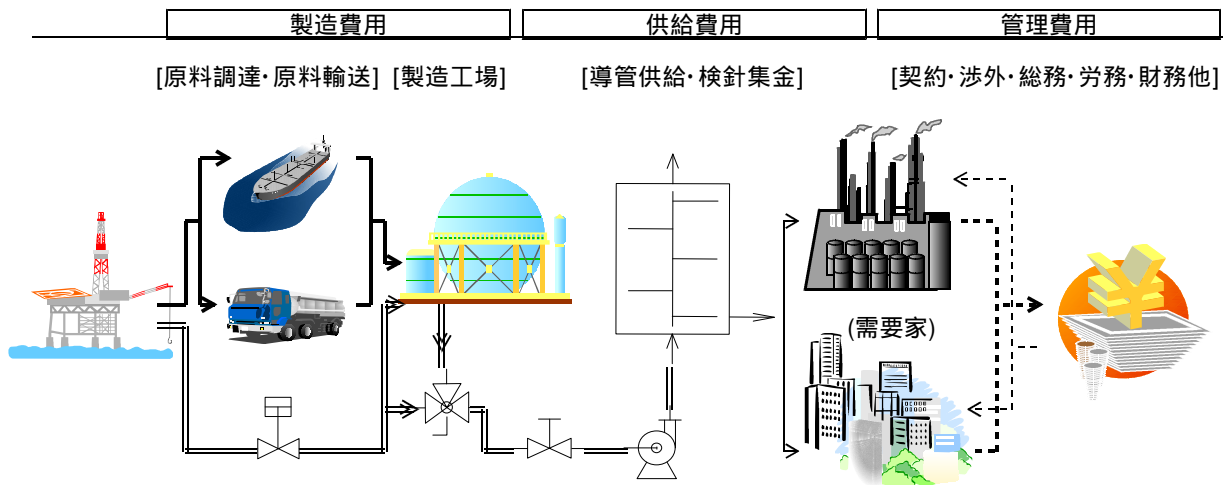 製造費用
供給費用
管理費用
[原料調達・原料輸送]
[製造工場]
[導管供給・検針集金]
[契約・渉外・総務・労務・財務他]
(需要家)